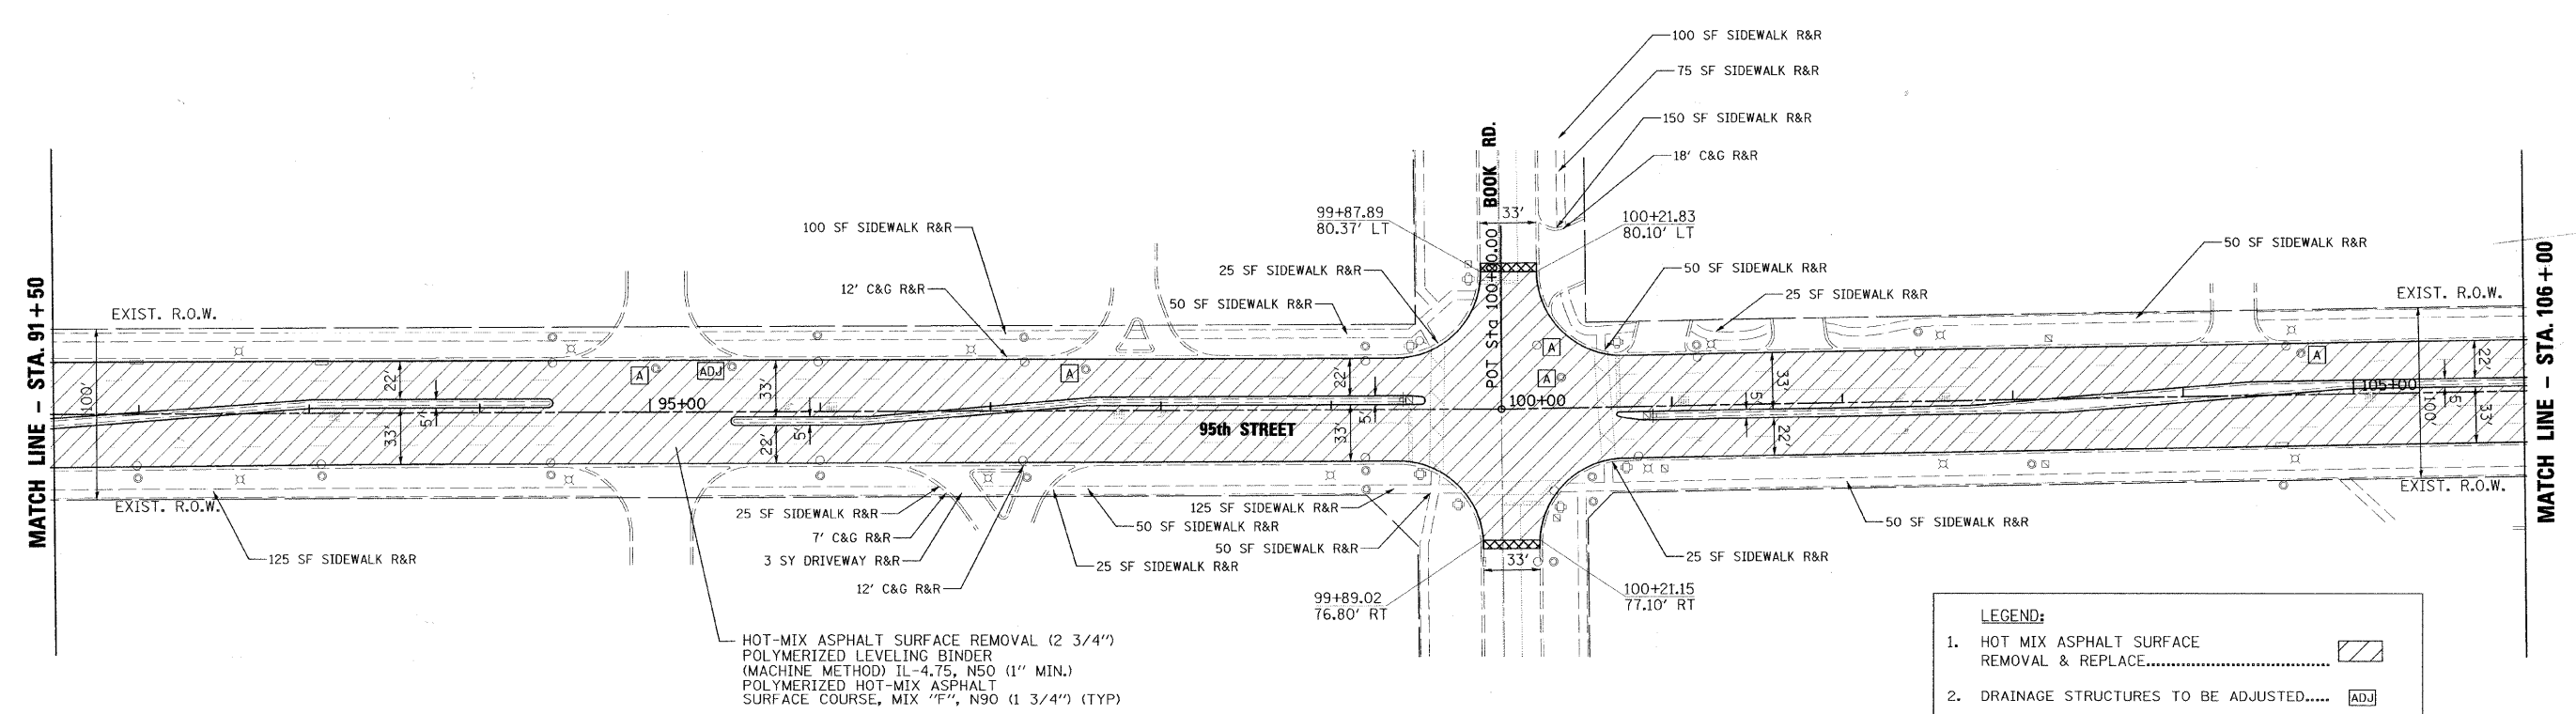 100 SF SIDEWALK R&R
75 SF SIDEWALK R&R
150 SF SIDEWALK R&R
18' C&G R&R
BOOK RD.
33'
99+87.89
80.37' LT
100+21.83
80.10' LT
100 SF SIDEWALK R&R
12' C&G R&R
25 SF SIDEWALK R&R
50 SF SIDEWALK R&R
POT Sta 100+00.00
50 SF SIDEWALK R&R
25 SF SIDEWALK R&R
50 SF SIDEWALK R&R
MATCH LINE - STA. 91+50
EXIST. R.O.W.
EXIST. R.O.W.
MATCH LINE - STA. 106+00
100'
22'
5'
33'
A
ADJ
95+00
33'
5'
22'
A
22'
5'
33'
95th STREET
A
A
100+00
33'
5'
22'
A
105+00
22'
5'
33'
100'
EXIST. R.O.W.
EXIST. R.O.W.
125 SF SIDEWALK R&R
25 SF SIDEWALK R&R
7' C&G R&R
3 SY DRIVEWAY R&R
12' C&G R&R
125 SF SIDEWALK R&R
50 SF SIDEWALK R&R
50 SF SIDEWALK R&R
25 SF SIDEWALK R&R
33'
50 SF SIDEWALK R&R
25 SF SIDEWALK R&R
99+89.02
76.80' RT
100+21.15
77.10' RT
HOT-MIX ASPHALT SURFACE REMOVAL (2 3/4")
POLYMERIZED LEVELING BINDER
(MACHINE METHOD) IL-4.75, N50 (1" MIN.)
POLYMERIZED HOT-MIX ASPHALT
SURFACE COURSE, MIX "F", N90 (1 3/4") (TYP)
LEGEND:
1. HOT MIX ASPHALT SURFACE
REMOVAL & REPLACE......................................
2. DRAINAGE STRUCTURES TO BE ADJUSTED..... ADJ